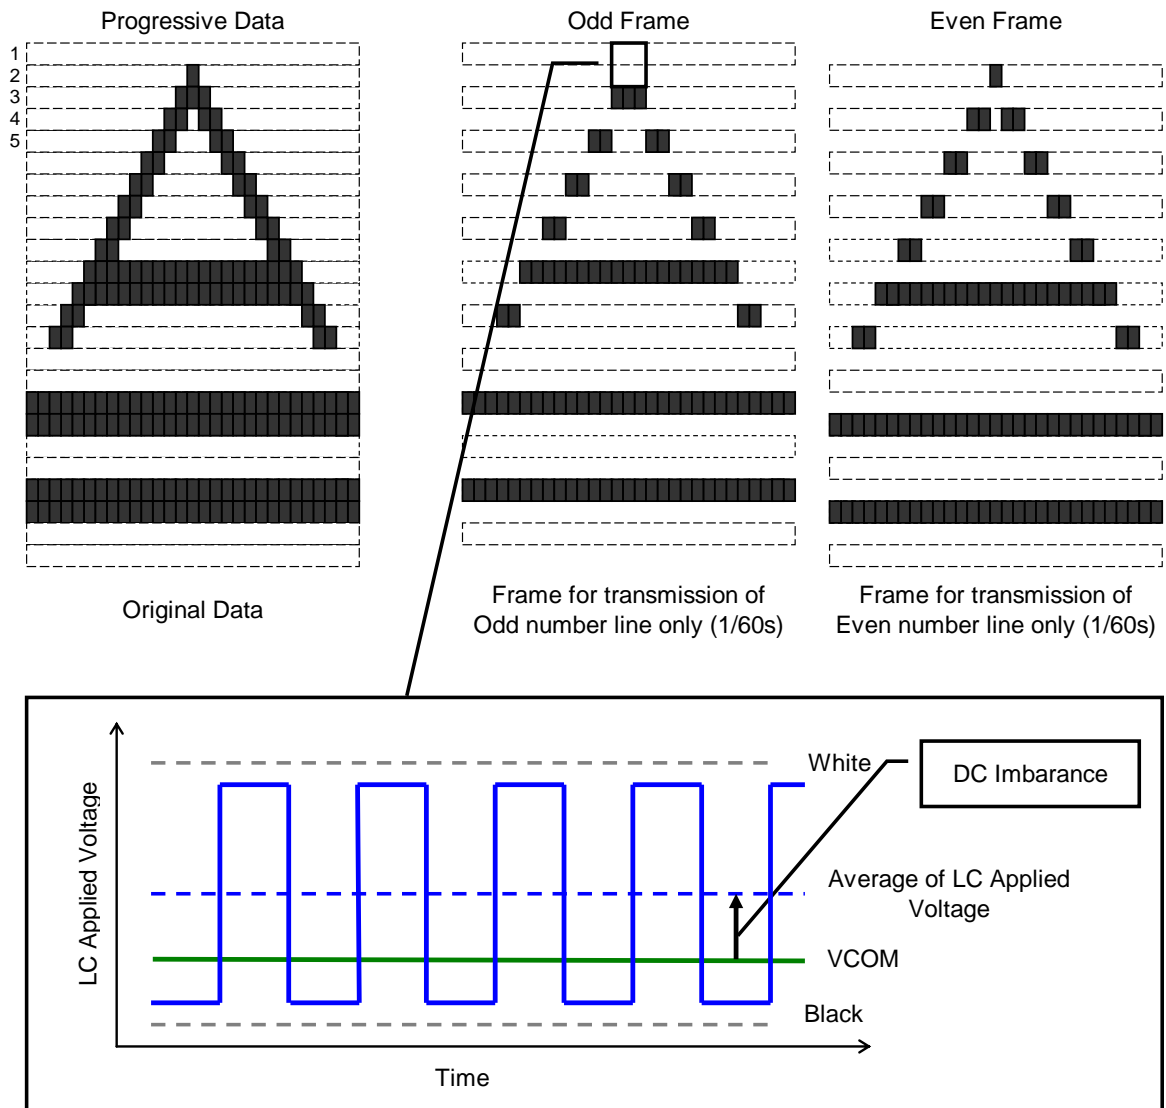 Progressive Data
Odd Frame
Even Frame
1
2
3
4
5
Original Data
Frame for transmission of
Odd number line only (1/60s)
Frame for transmission of
Even number line only (1/60s)
LC Applied Voltage
White
DC Imbarance
Average of LC Applied
Voltage
VCOM
Black
Time